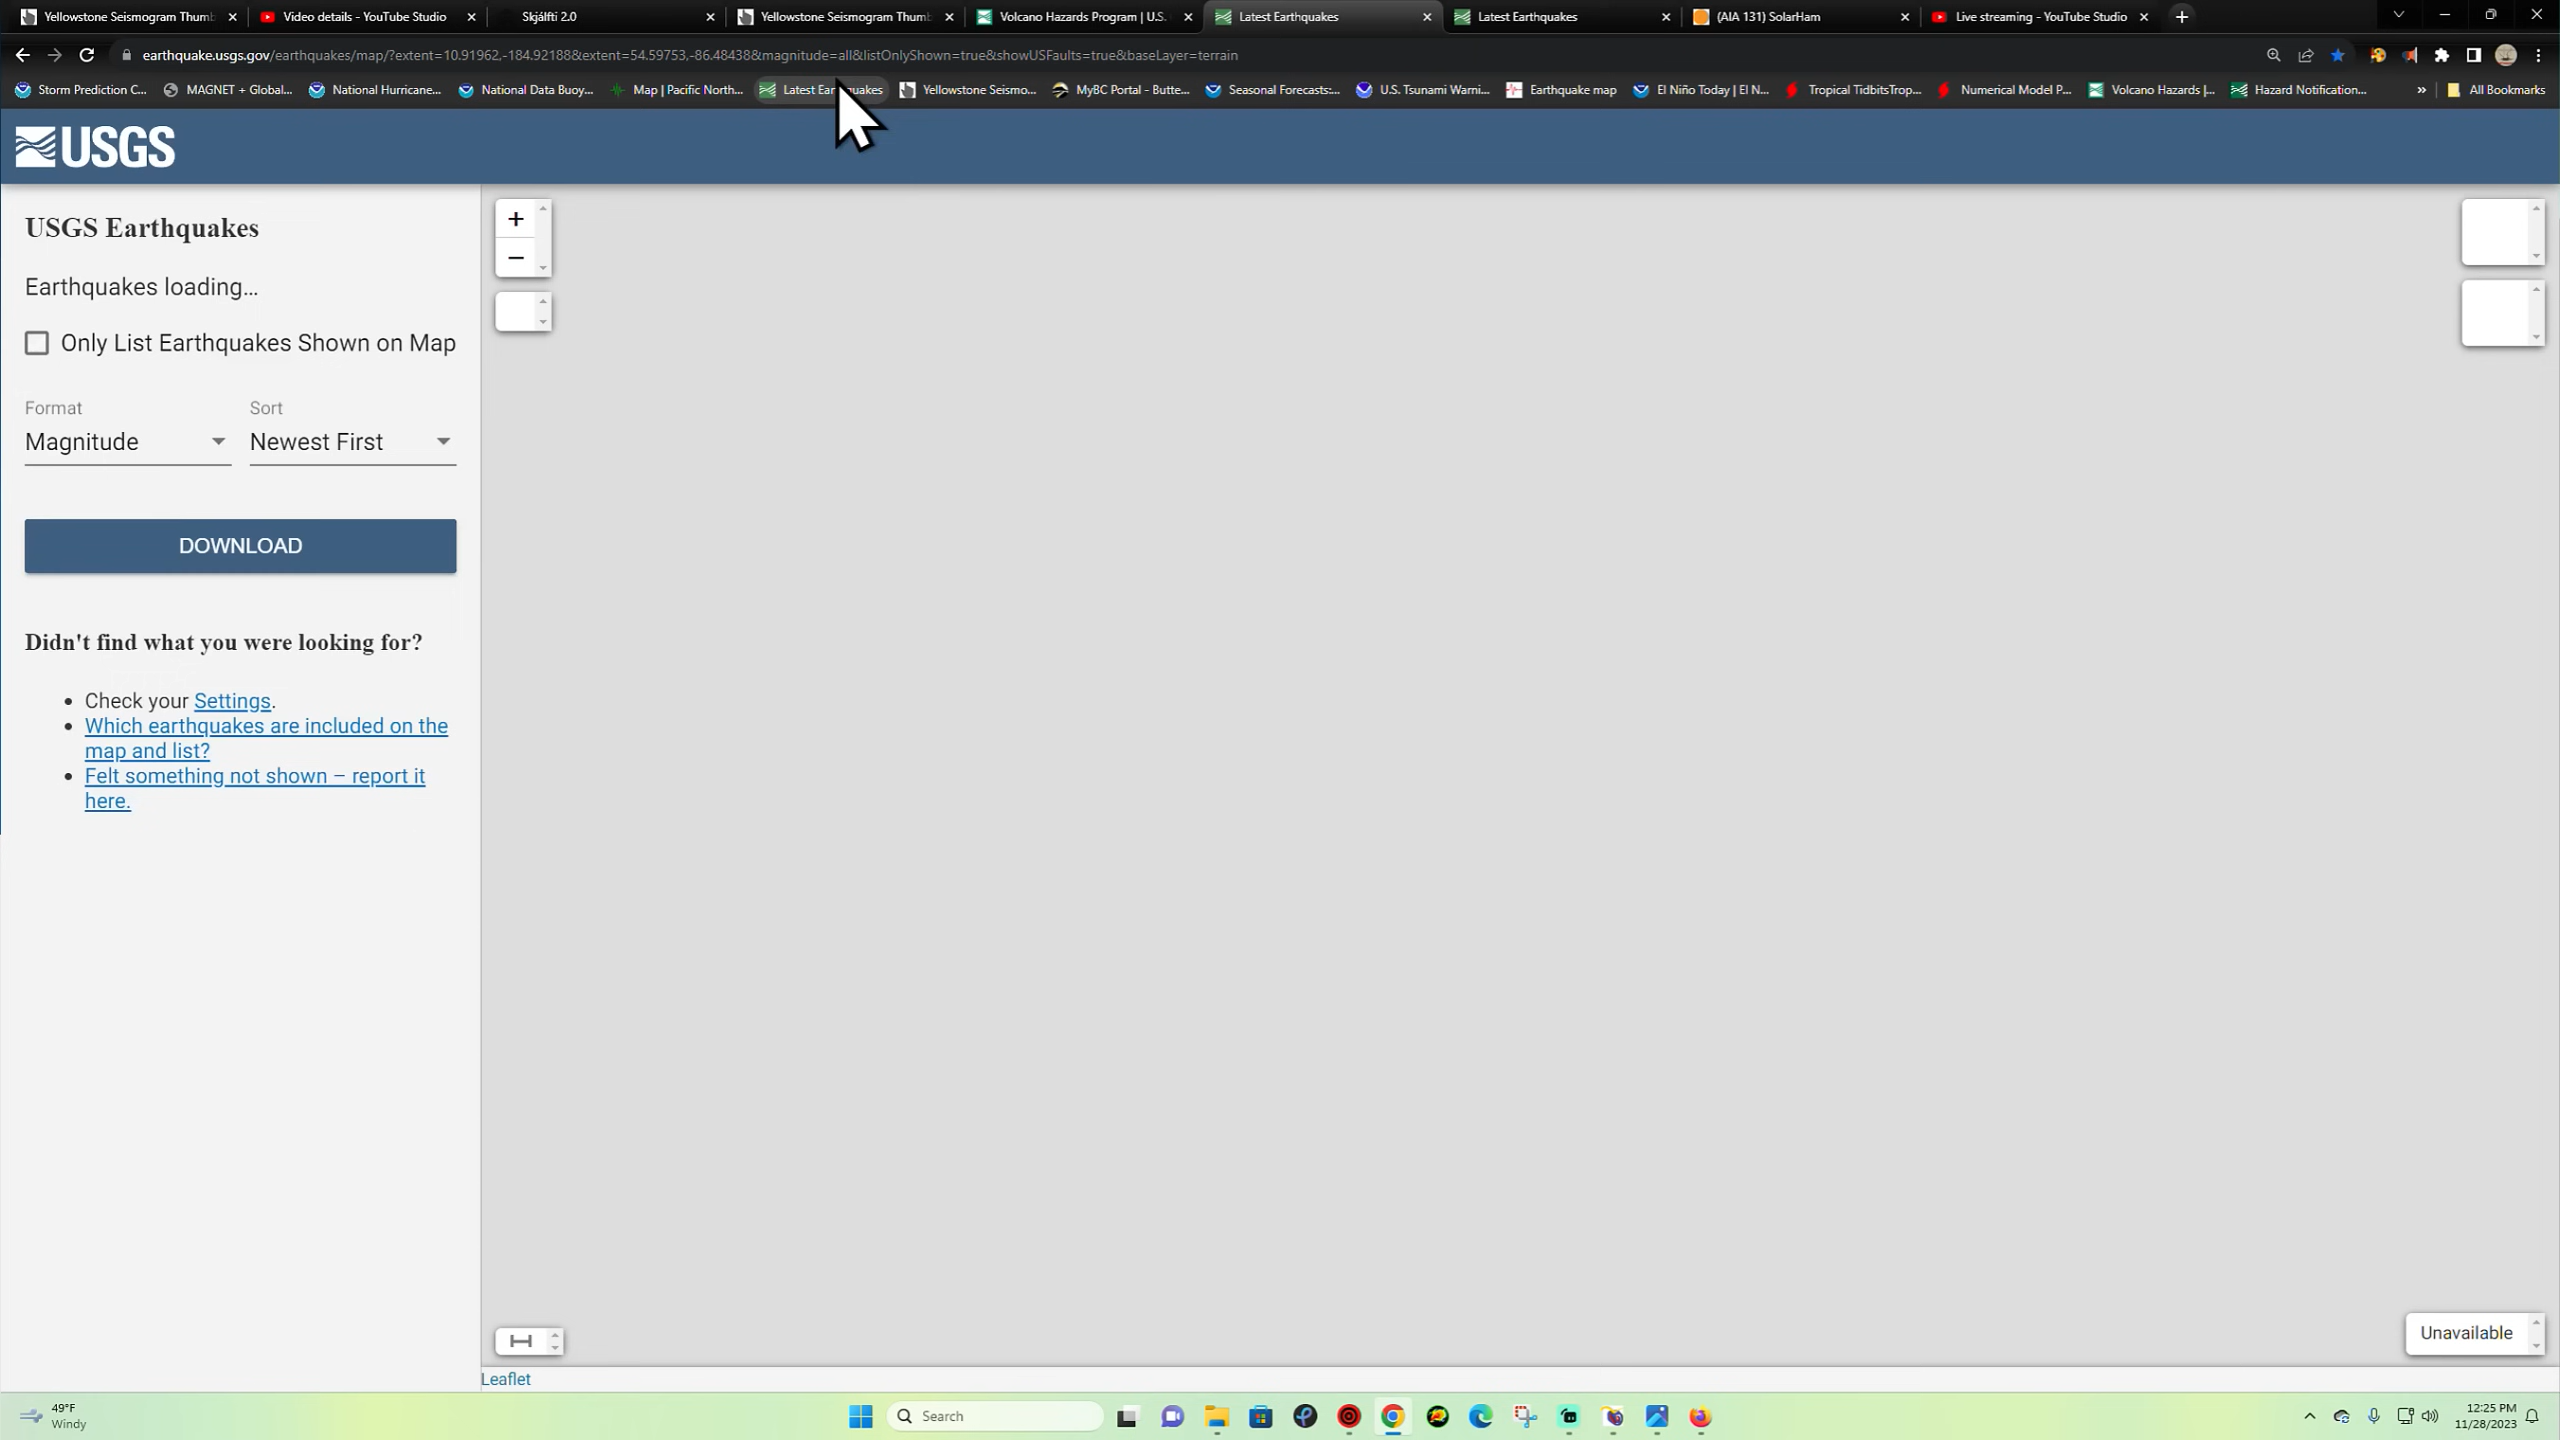 Yellowstone Seismogram Thumb
Video details - YouTube Studio
Skjálfti 2.0
Yellowstone Seismogram Thumb
Volcano Hazards Program | U.S.
Latest Earthquakes
Latest Earthquakes
(AIA 131) SolarHam
Live streaming - YouTube Studio
earthquake.usgs.gov/earthquakes/map/?extent=10.91962,-184.92188&extent=54.59753,-86.48438&magnitude=all&listOnlyShown=true&showUSFaults=true&baseLayer=terrain
Storm Prediction C...
MAGNET + Global...
National Hurricane...
National Data Buoy...
Map | Pacific North...
Latest Earthquakes
Yellowstone Seismo...
MyBC Portal - Butte...
Seasonal Forecasts:...
U.S. Tsunami Warni...
Earthquake map
El Niño Today | El N...
Tropical TidbitsTrop...
Numerical Model P...
Volcano Hazards |...
Hazard Notification...
»
All Bookmarks
USGS
USGS Earthquakes
Earthquakes loading...
Only List Earthquakes Shown on Map
Format
Sort
Magnitude
Newest First
DOWNLOAD
Didn't find what you were looking for?
• Check your Settings.
• Which earthquakes are included on the
map and list?
• Felt something not shown – report it
here.
+
−
Unavailable
Leaflet
49°F
Windy
Search
12:25 PM
11/28/2023